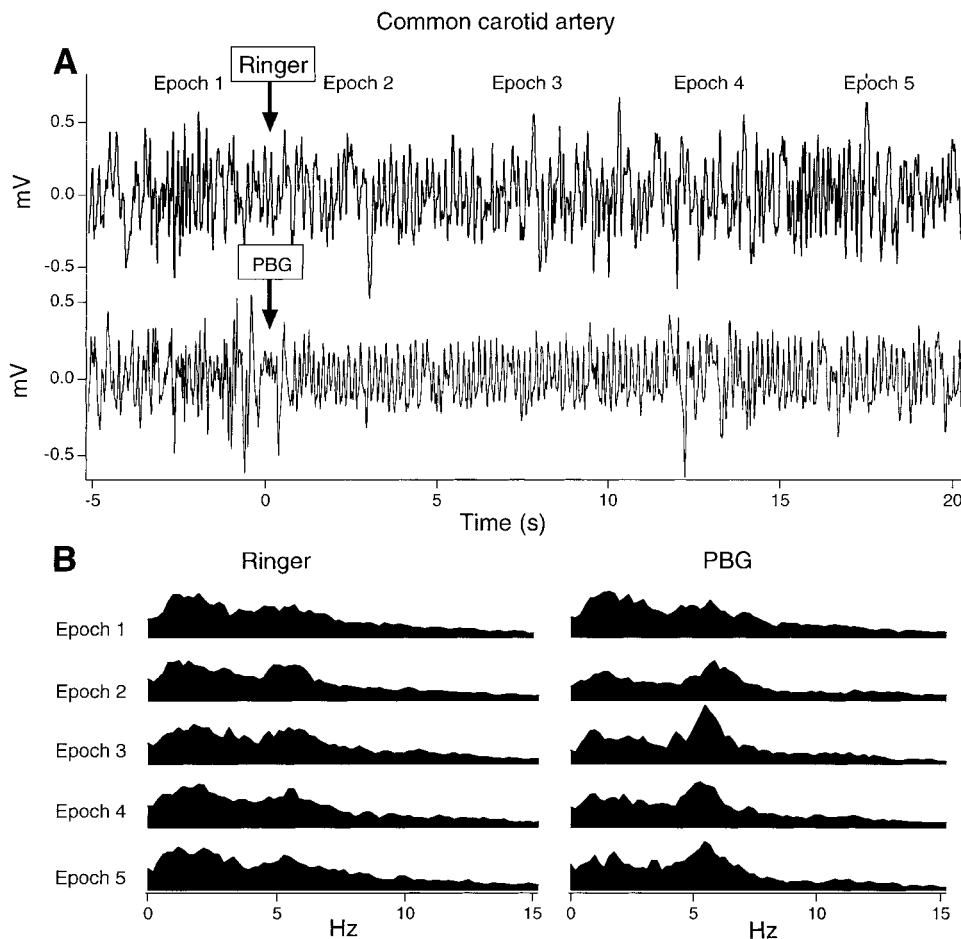 Common carotid artery
A
Ringer
Epoch 1 Epoch 2 Epoch 3 Epoch 4 Epoch 5
0.5
0.0
-0.5
mV
PBG
0.5
0.0
-0.5
mV
-5 0 5 10 15 20
Time (s)
B
Ringer PBG
Epoch 1
Epoch 2
Epoch 3
Epoch 4
Epoch 5
0 5 10 15 0 5 10 15
Hz Hz